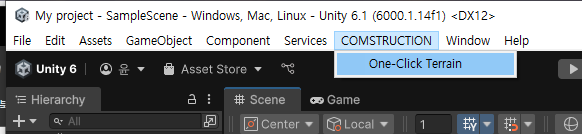 My project - SampleScene - Windows, Mac, Linux - Unity 6.1 (6000.1.14f1) <DX12>
File Edit Assets GameObject Component Services COMSTRUCTION Window Help
One-Click Terrain
Unity 6 윤 Asset Store
Hierarchy Scene Game
All Center Local 1